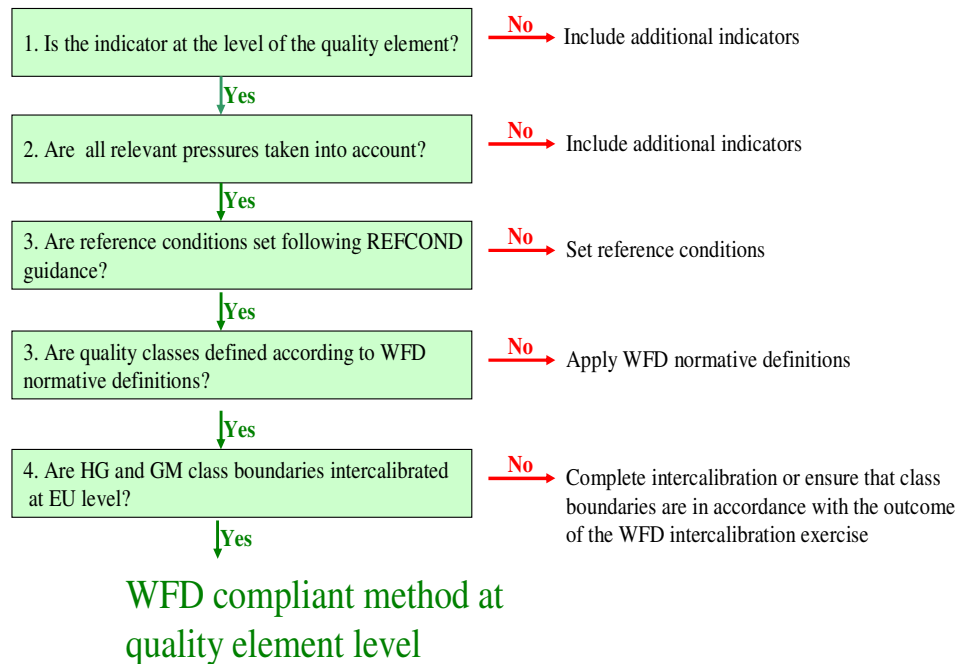 1. Is the indicator at the level of the quality element?
No
Include additional indicators
Yes
2. Are all relevant pressures taken into account?
No
Include additional indicators
Yes
3. Are reference conditions set following REFCOND
guidance?
No
Set reference conditions
Yes
3. Are quality classes defined according to WFD
normative definitions?
No
Apply WFD normative definitions
Yes
4. Are HG and GM class boundaries intercalibrated
at EU level?
No
Complete intercalibration or ensure that class
boundaries are in accordance with the outcome
of the WFD intercalibration exercise
Yes
WFD compliant method at
quality element level